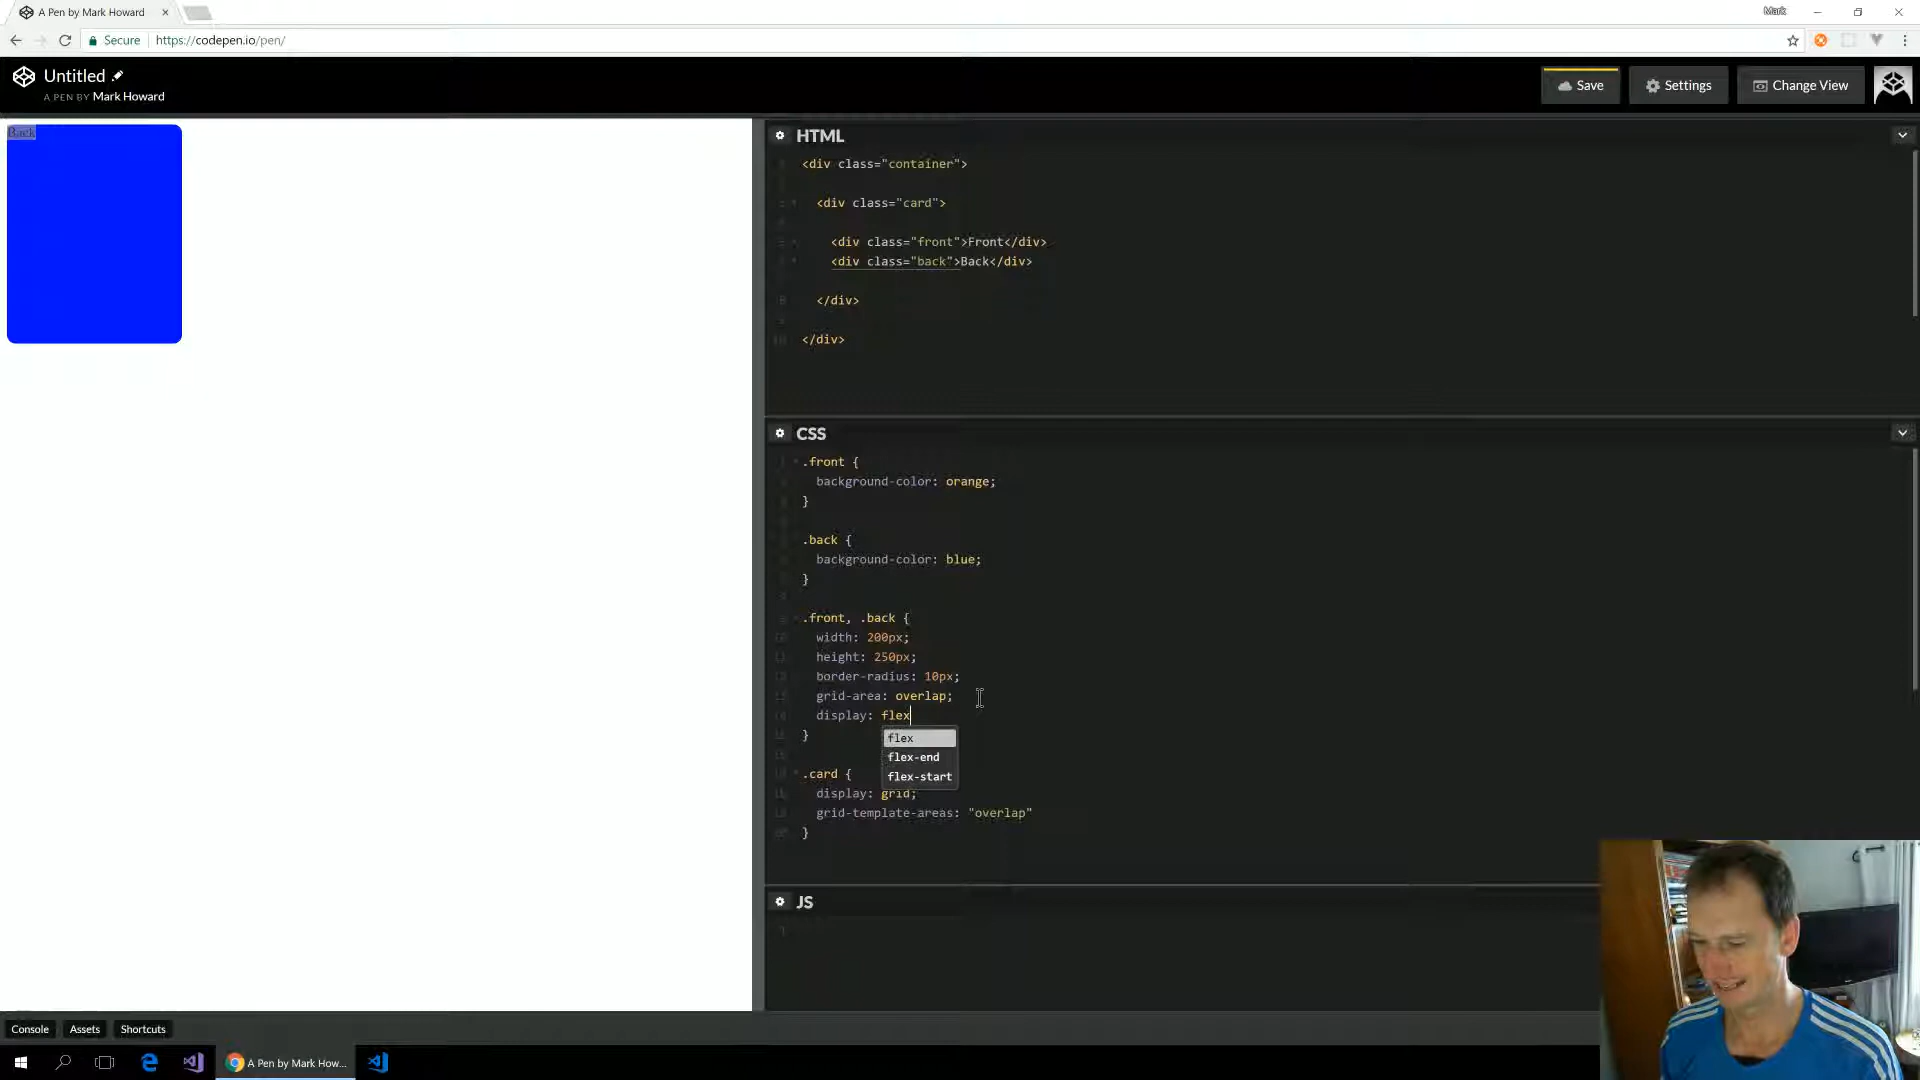 A Pen by Mark Howard
Mark
Secure
https://codepen.io/pen/
Untitled
A PEN BY Mark Howard
Save
Settings
Change View
Back
HTML
<div class="container">
<div class="card">
<div class="front">Front</div>
<div class="back">Back</div>
</div>
</div>
CSS
.front {
background-color: orange;
}
.back {
background-color: blue;
}
.front, .back {
width: 200px;
height: 250px;
border-radius: 10px;
grid-area: overlap;
display: flex
}
flex
flex-end
flex-start
.card {
display: grid;
grid-template-areas: "overlap"
}
JS
Console
Assets
Shortcuts
A Pen by Mark How...